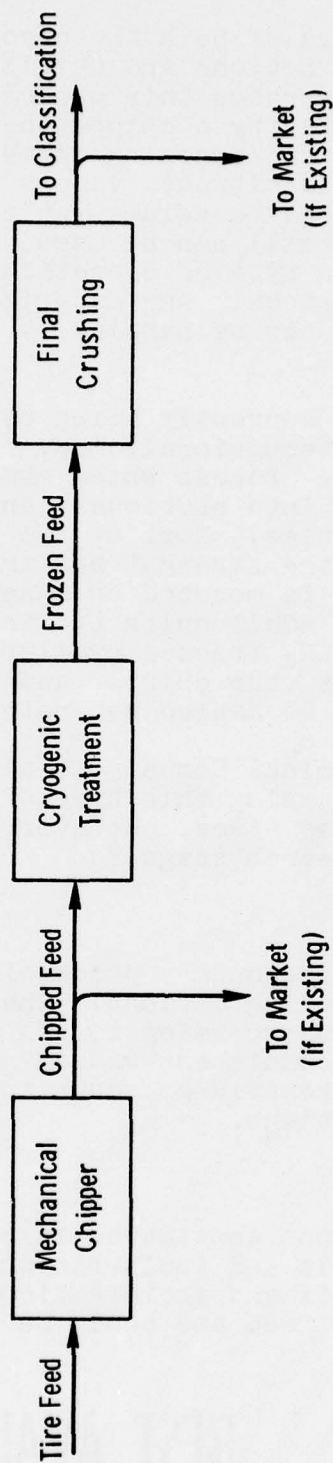 Tire Feed
Mechanical
Chipper
Chipped Feed
To Market
(if Existing)
Cryogenic
Treatment
Frozen Feed
Final
Crushing
To Classification
To Market
(if Existing)